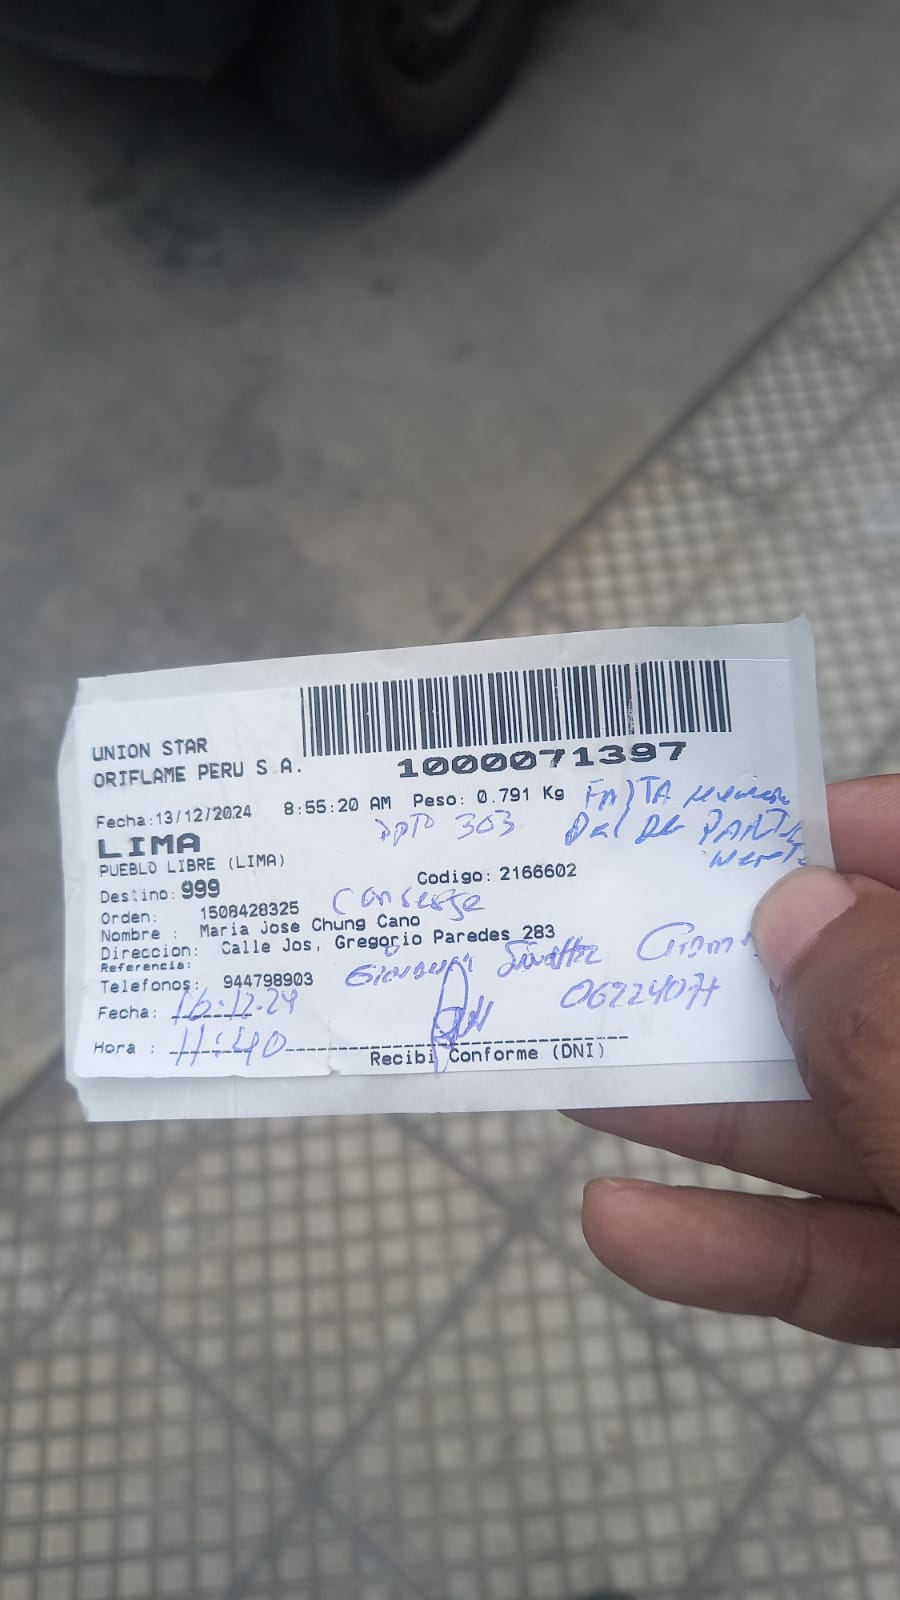 UNION STAR
ORIFLAME PERU S.A.
1000071397
Fecha:13/12/2024 8:55:20 AM Peso: 0.791 Kg
FALTA
DPTO 303
LIMA
PUEBLO LIBRE (LIMA)
Destino: 999 Codigo: 2166602
Orden: 1508428325
Conserje
Nombre : Maria Jose Chung Cano
Direccion: Calle Jos, Gregorio Paredes 283
Referencia:
Telefonos: 944798903
Fecha: 16-12-24
Hora : 11:40
Recibi Conforme (DNI)